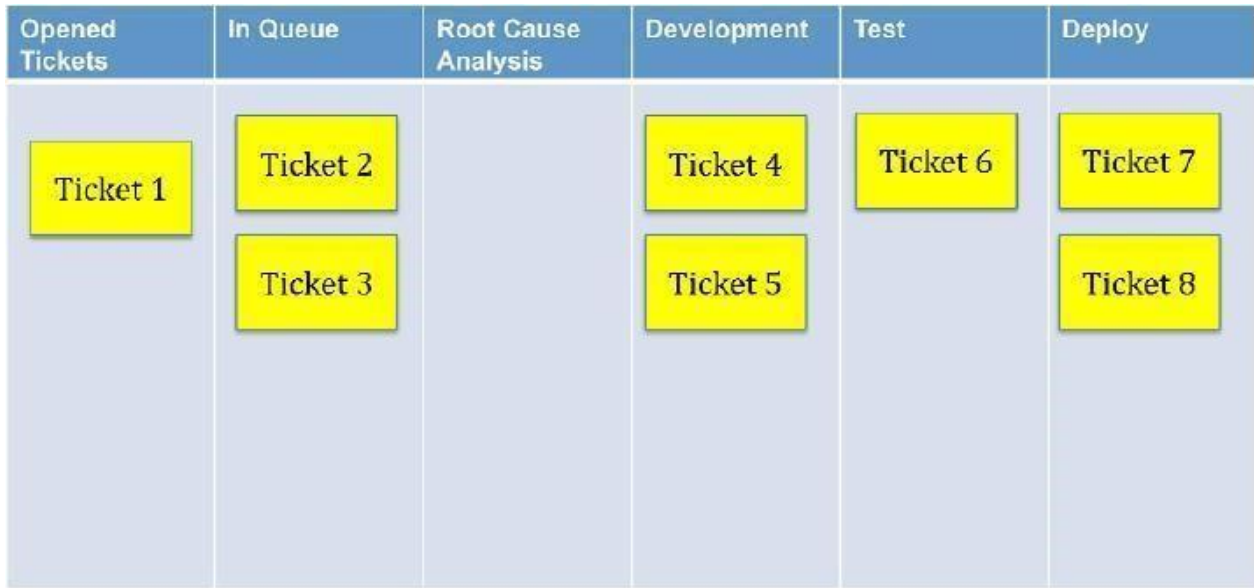 Opened
Tickets
In Queue
Root Cause
Analysis
Development
Test
Deploy
Ticket 1
Ticket 2
Ticket 3
Ticket 4
Ticket 5
Ticket 6
Ticket 7
Ticket 8